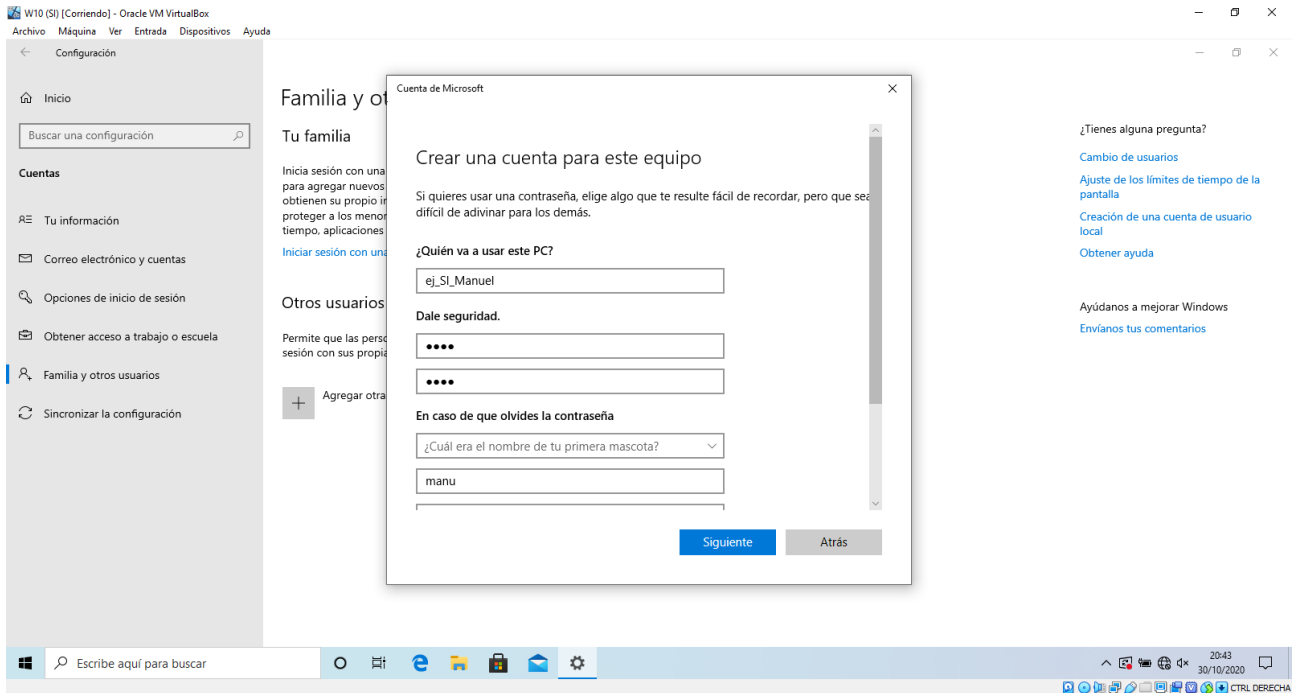 W10 (SI) [Corriendo] - Oracle VM VirtualBox
Archivo Máquina Ver Entrada Dispositivos Ayuda
Configuración
Inicio
Buscar una configuración
Cuentas
Tu información
Correo electrónico y cuentas
Opciones de inicio de sesión
Obtener acceso a trabajo o escuela
Familia y otros usuarios
Sincronizar la configuración
Familia y ot
Tu familia
Inicia sesión con una
para agregar nuevos
obtienen su propio in
proteger a los menor
tiempo, aplicaciones
Iniciar sesión con una
Otros usuarios
Permite que las perso
sesión con sus propia
Agregar otra
Cuenta de Microsoft
Crear una cuenta para este equipo
Si quieres usar una contraseña, elige algo que te resulte fácil de recordar, pero que sea
difícil de adivinar para los demás.
¿Quién va a usar este PC?
ej_SI_Manuel
Dale seguridad.
••••
••••
En caso de que olvides la contraseña
¿Cuál era el nombre de tu primera mascota?
manu
Siguiente Atrás
¿Tienes alguna pregunta?
Cambio de usuarios
Ajuste de los límites de tiempo de la
pantalla
Creación de una cuenta de usuario
local
Obtener ayuda
Ayúdanos a mejorar Windows
Envíanos tus comentarios
Escribe aquí para buscar
20:43
30/10/2020
CTRL DERECHA